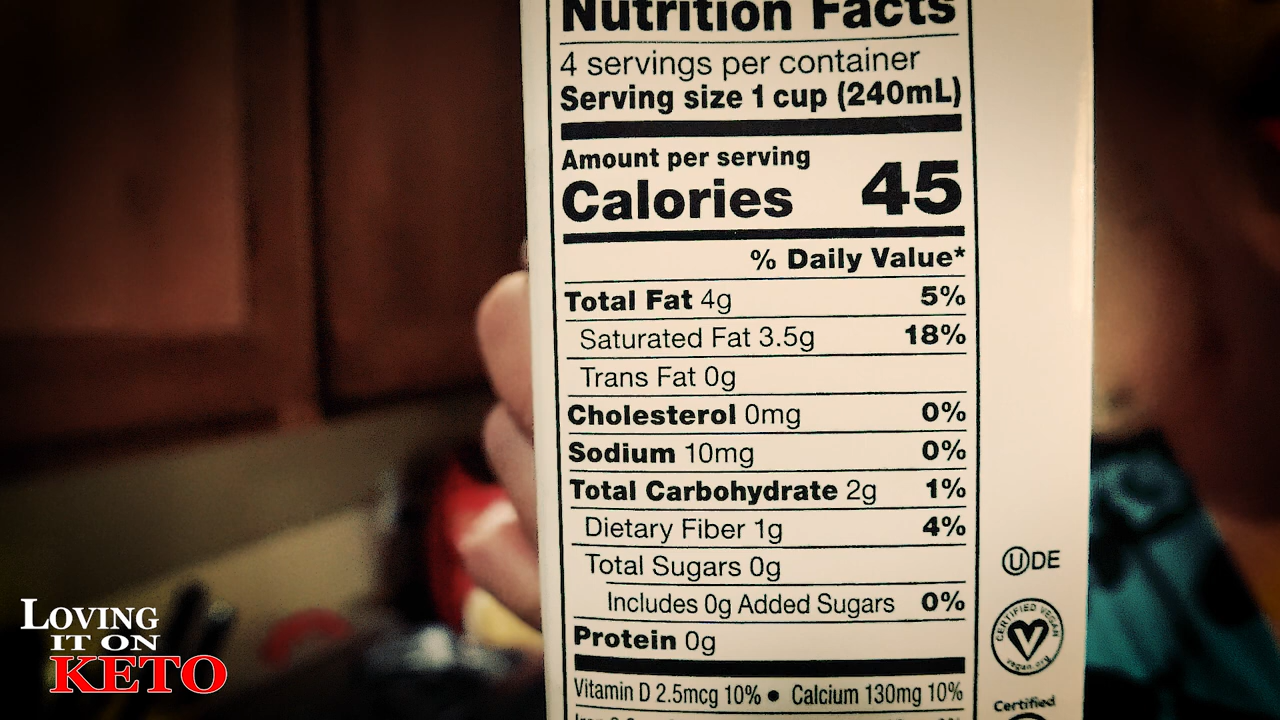 Nutrition Facts
4 servings per container
Serving size 1 cup (240mL)
Amount per serving
Calories 45
% Daily Value*
Total Fat 4g 5%
Saturated Fat 3.5g 18%
Trans Fat 0g
Cholesterol 0mg 0%
Sodium 10mg 0%
Total Carbohydrate 2g 1%
Dietary Fiber 1g 4%
Total Sugars 0g
Includes 0g Added Sugars 0%
Protein 0g
Vitamin D 2.5mcg 10% • Calcium 130mg 10%
UDE
CERTIFIED VEGAN
vegan.org
Certified
LOVING
IT ON
KETO